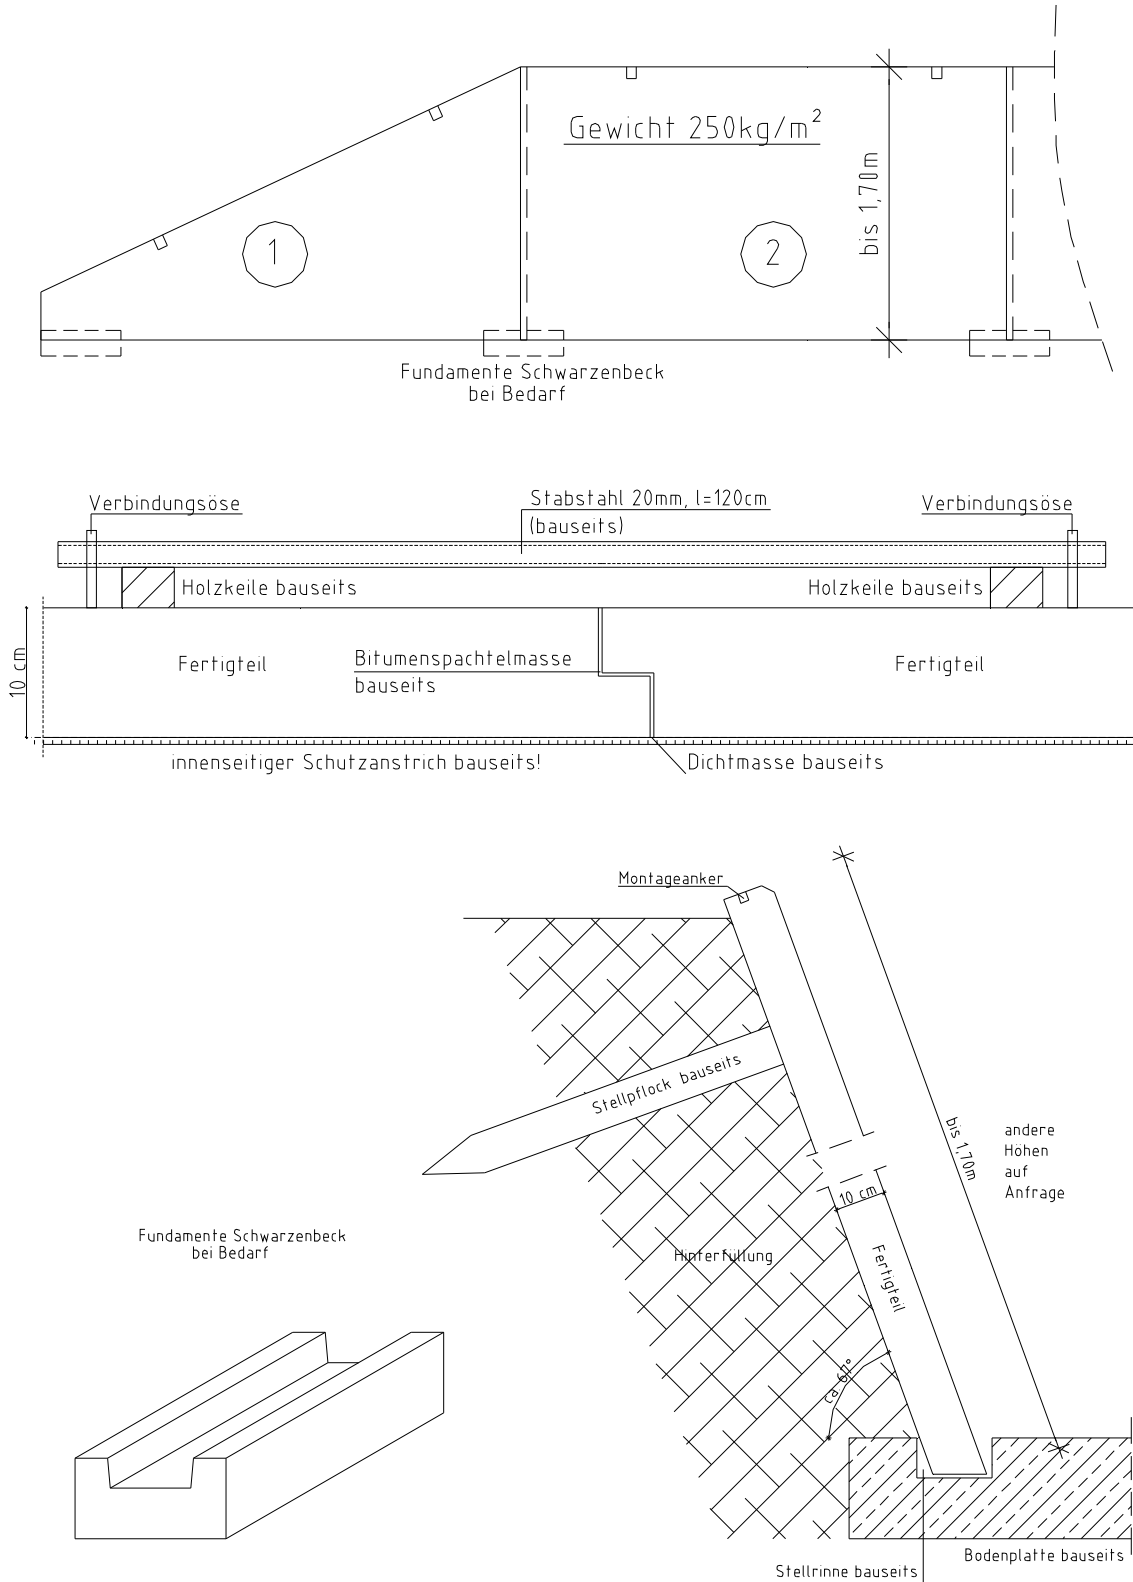 Gewicht 250kg/m²
bis 1,70m
1
2
Fundamente Schwarzenbeck
bei Bedarf
Verbindungsöse
Stabstahl 20mm, l=120cm
(bauseits)
Verbindungsöse
Holzkeile bauseits
Holzkeile bauseits
10 cm
Fertigteil
Bitumenspachtelmasse
bauseits
Fertigteil
innenseitiger Schutzanstrich bauseits!
Dichtmasse bauseits
Montageanker
Stellpflock bauseits
bis 1,70m
andere
Höhen
auf
Anfrage
10 cm
Fundamente Schwarzenbeck
bei Bedarf
Hinterfüllung
Fertigteil
ca 67°
Bodenplatte bauseits
Stellrinne bauseits